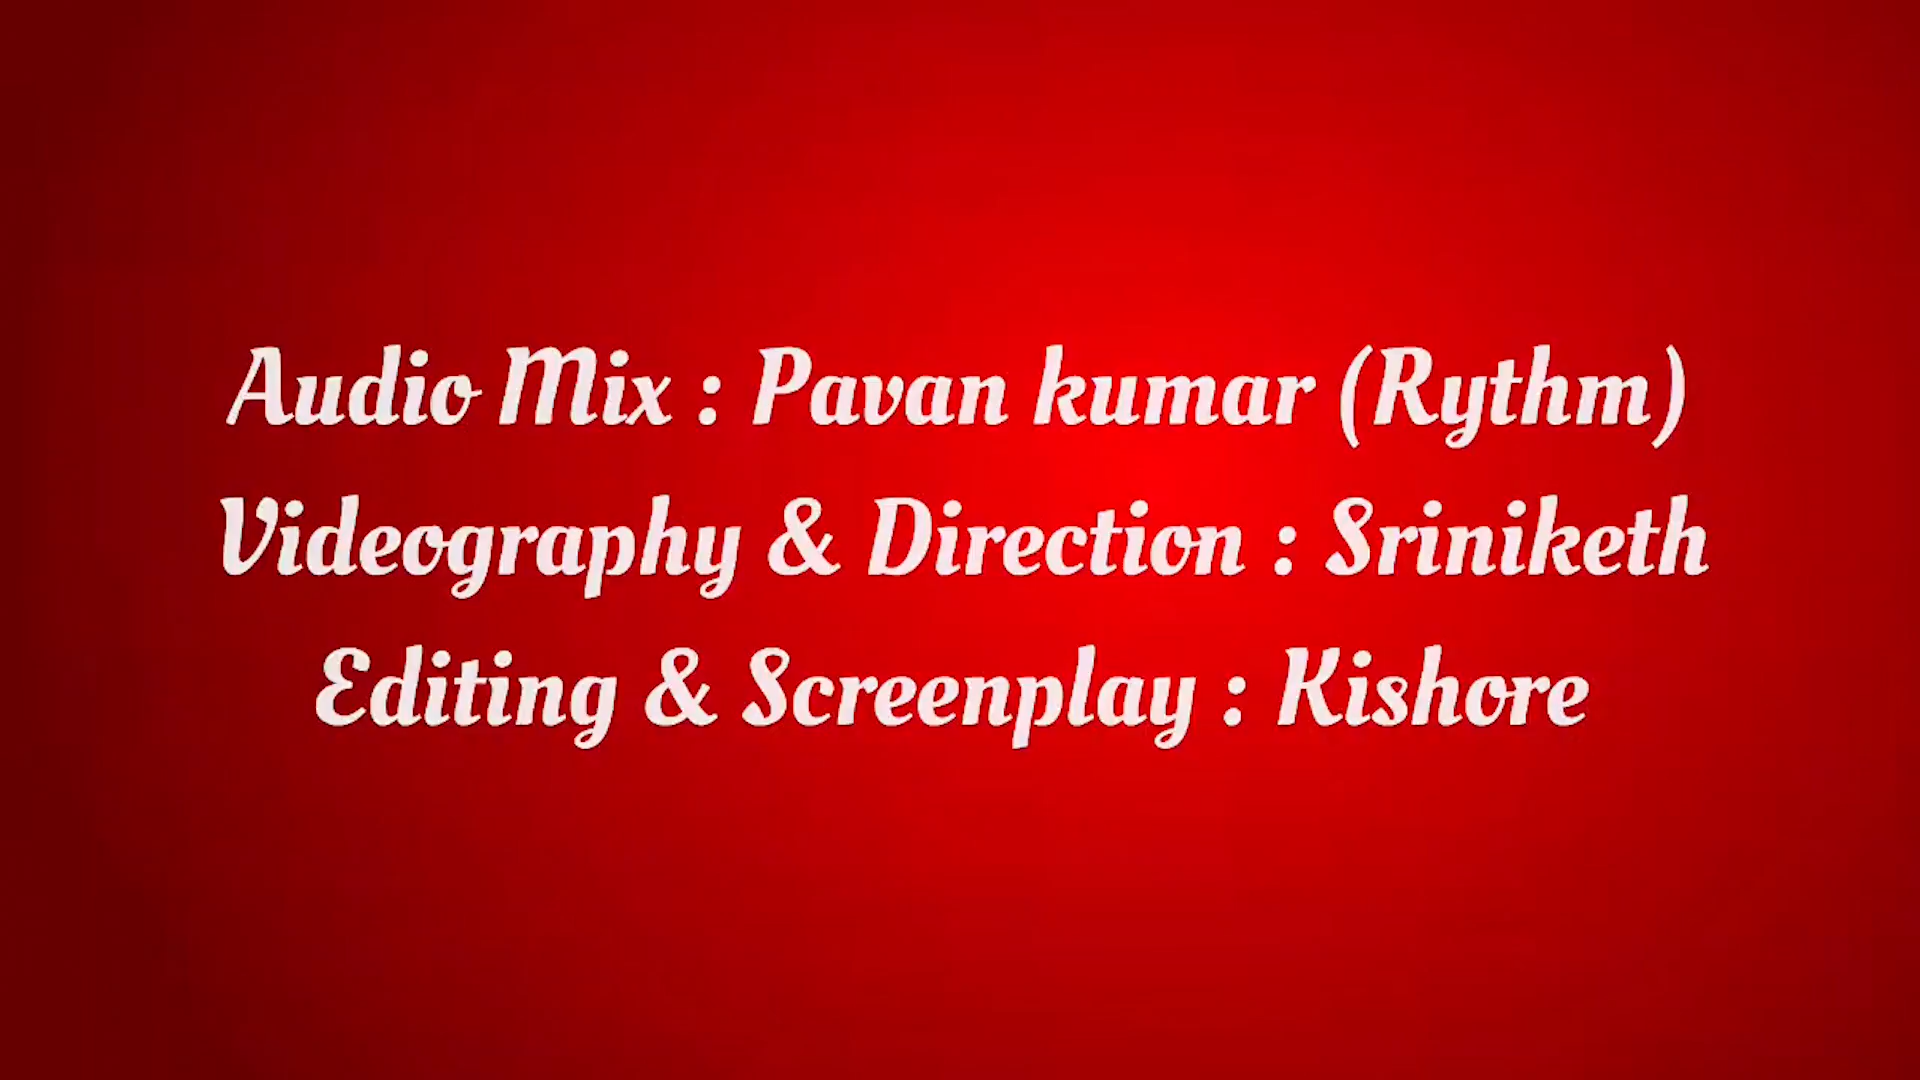 Audio Mix : Pavan kumar (Rythm)
Videography & Direction : Sriniketh
Editing & Screenplay : Kishore